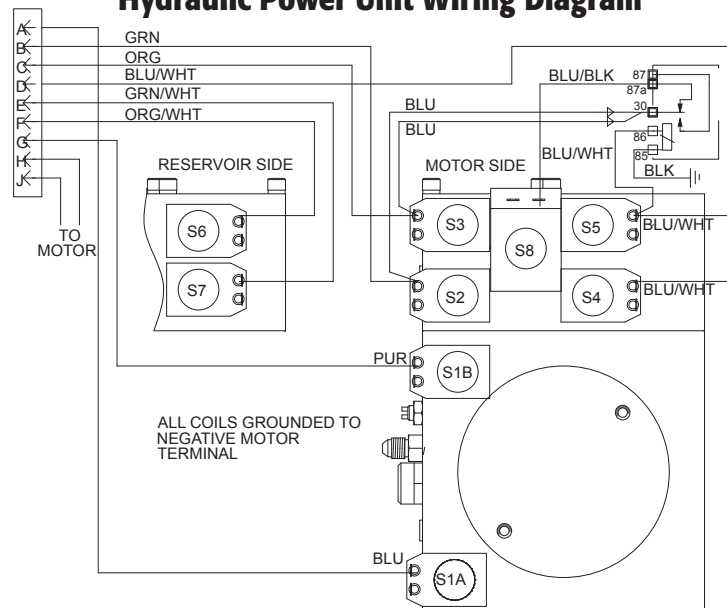 Hydraulic Power Unit Wiring Diagram
A
B
C
D
E
F
G
H
J
GRN
ORG
BLU/WHT
GRN/WHT
ORG/WHT
TO
MOTOR
RESERVOIR SIDE
S6
S7
MOTOR SIDE
BLU
BLU
BLU/BLK
BLU/WHT
87
87a
30
86
85
BLK
S3
S8
S5
BLU/WHT
S2
S4
BLU/WHT
PUR
S1B
ALL COILS GROUNDED TO
NEGATIVE MOTOR
TERMINAL
BLU
S1A